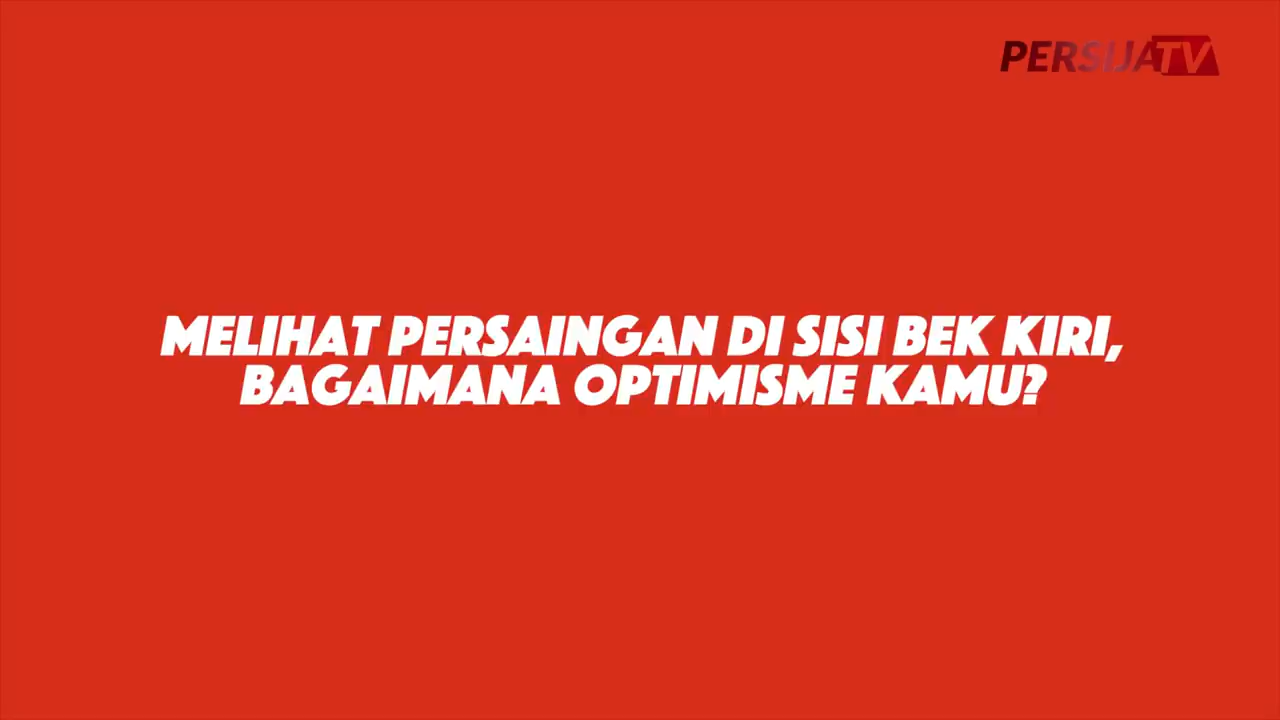 PERSIJATV
MELIHAT PERSAINGAN DI SISI BEK KIRI,
BAGAIMANA OPTIMISME KAMU?